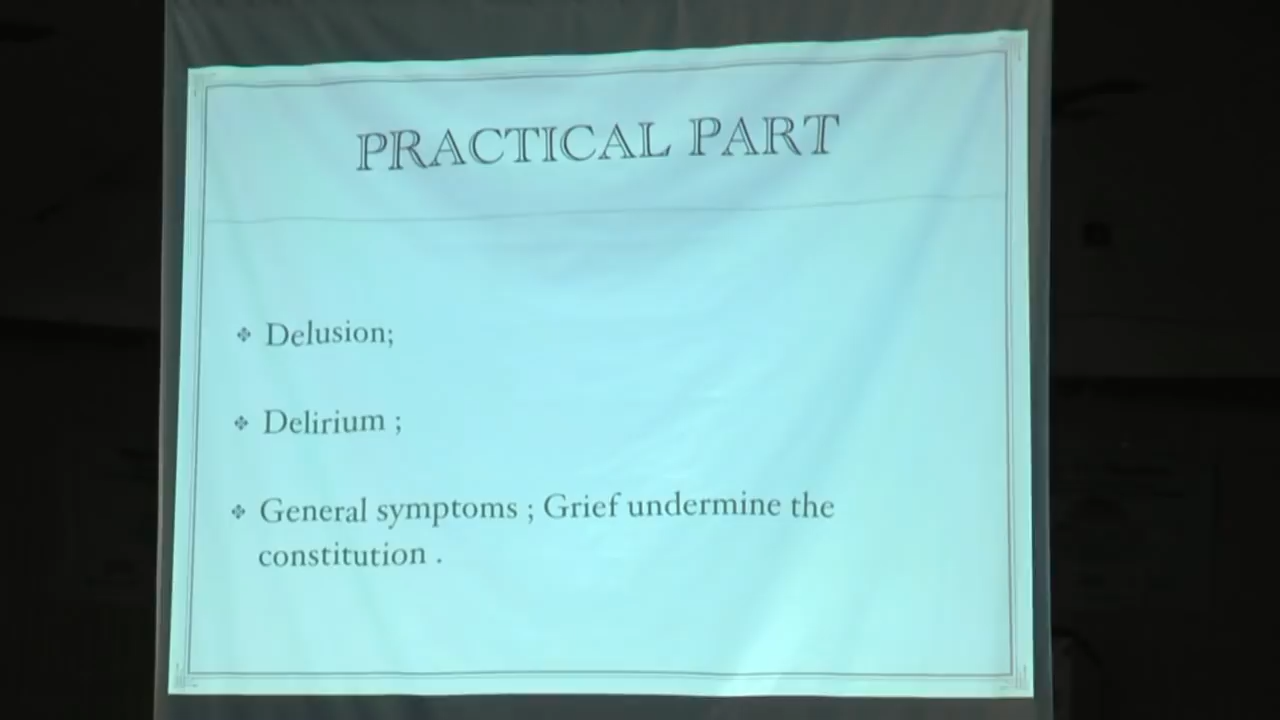 PRACTICAL PART
Delusion;
Delirium ;
General symptoms ; Grief undermine the
constitution .